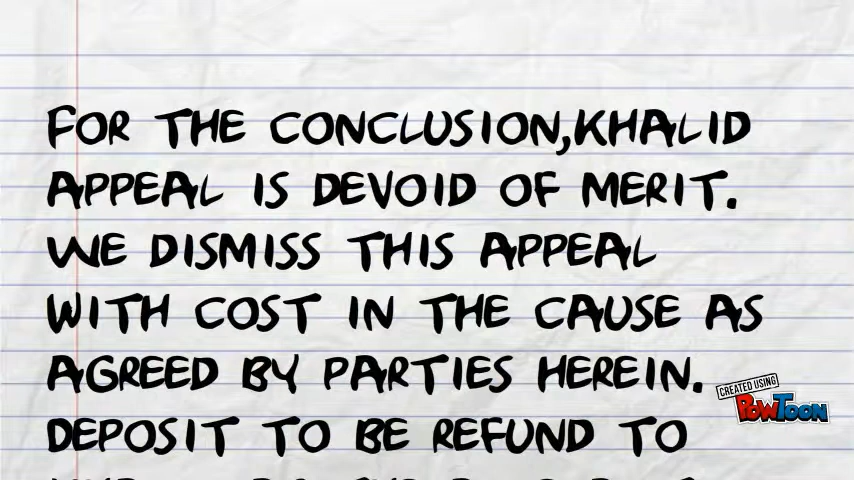 FOR THE CONCLUSION,KHALID
APPEAL IS DEVOID OF MERIT.
WE DISMISS THIS APPEAL
WITH COST IN THE CAUSE AS
AGREED BY PARTIES HEREIN.
DEPOSIT TO BE REFUND TO
CREATED USING
POWTOON